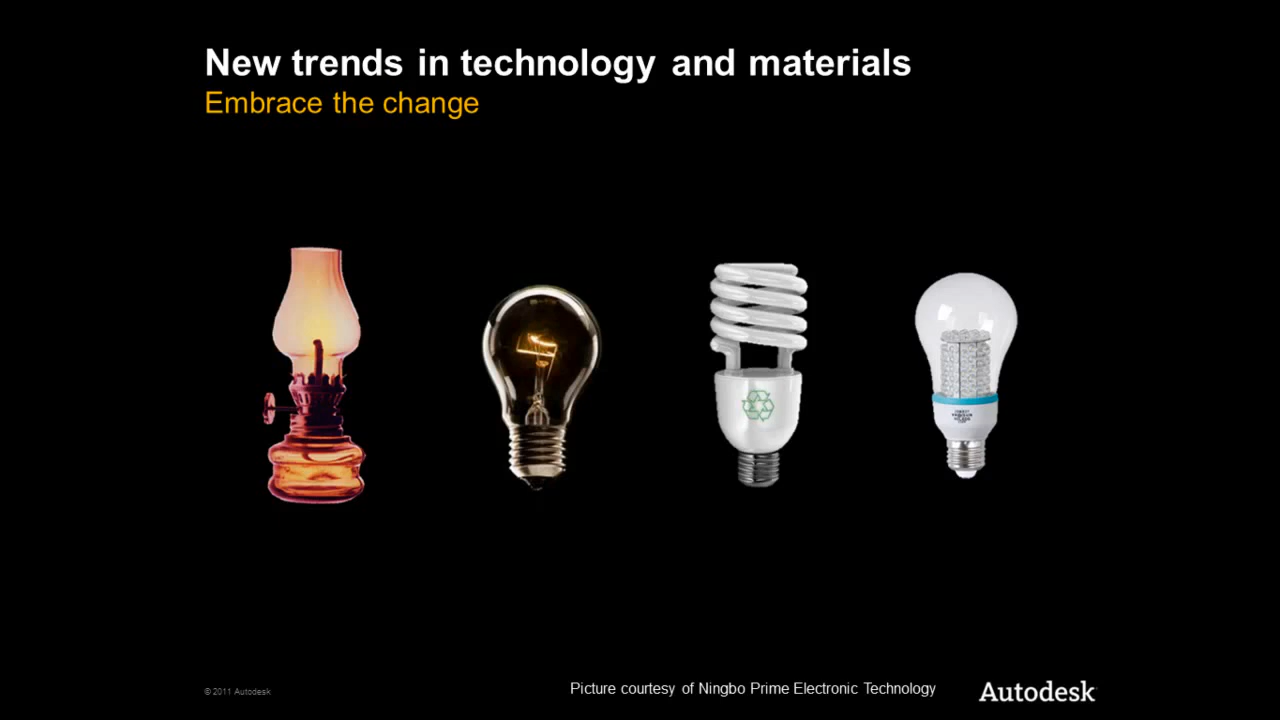 New trends in technology and materials
Embrace the change
© 2011 Autodesk
Picture courtesy of Ningbo Prime Electronic Technology
Autodesk